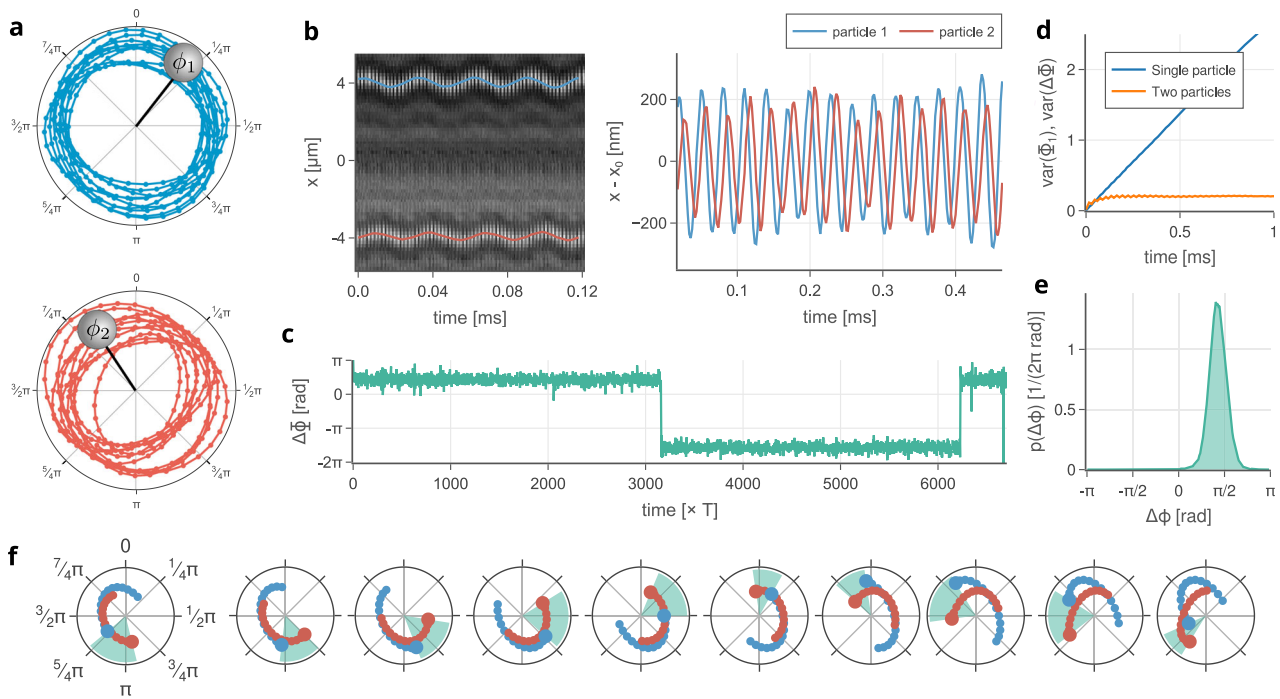 a
0
¼π
½π
¾π
π
⁵⁄₄π
³⁄₂π
⁷⁄₄π
ϕ₁
0
¼π
½π
¾π
π
⁵⁄₄π
³⁄₂π
⁷⁄₄π
ϕ₂
b
x [μm]
4
0
−4
0.0 0.04 0.08 0.12
time [ms]
particle 1 particle 2
x - x₀ [nm]
200
0
−200
0.1 0.2 0.3 0.4
time [ms]
c
ΔΦ [rad]
π
0
-π
-2π
0 1000 2000 3000 4000 5000 6000
time [× T]
d
var(Φ₁), var(ΔΦ)
2
1
0
Single particle
Two particles
0 0.5 1
time [ms]
e
p(Δϕ) [1/(2π rad)]
1
0.5
0
-π -π/2 0 π/2 π
Δϕ [rad]
f
0
¼π
½π
¾π
π
⁵⁄₄π
³⁄₂π
⁷⁄₄π